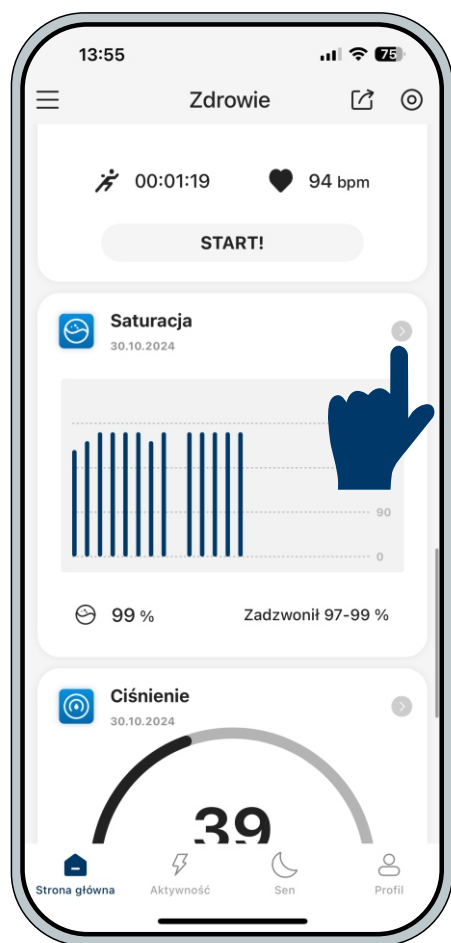 13:55
75
Zdrowie
00:01:19
94 bpm
START!
Saturacja
30.10.2024
90
0
99 %
Zadzwonił 97-99 %
Ciśnienie
30.10.2024
39
Strona główna
Aktywność
Sen
Profil